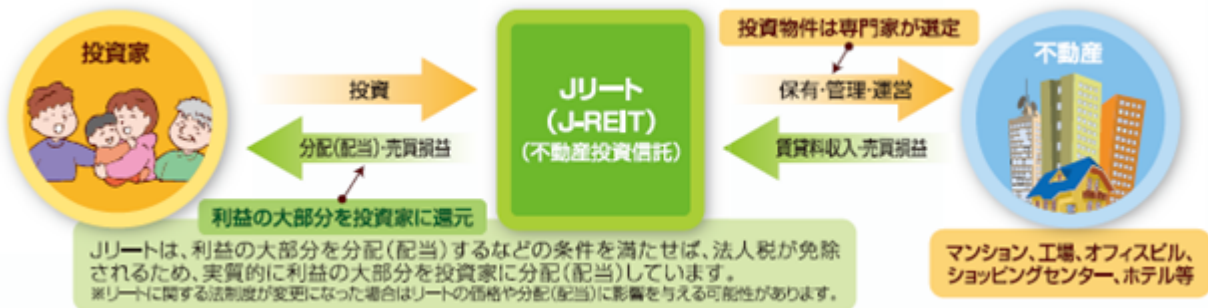 投資家
投資
分配(配当)・売買損益
利益の大部分を投資家に還元
Jリート
(J-REIT)
(不動産投資信託)
投資物件は専門家が選定
保有・管理・運営
賃貸料収入・売買損益
不動産
マンション、工場、オフィスビル、
ショッピングセンター、ホテル等
Jリートは、利益の大部分を分配(配当)するなどの条件を満たせば、法人税が免除
されるため、実質的に利益の大部分を投資家に分配(配当)しています。
※リートに関する法制度が変更になった場合はリートの価格や分配(配当)に影響を与える可能性があります。